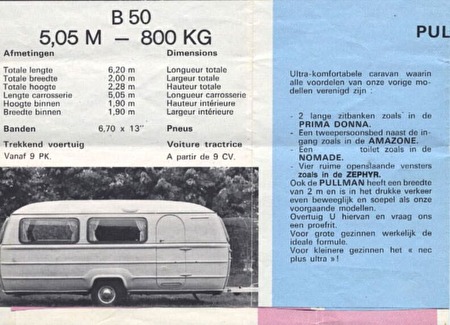 B 50
5,05 M — 800 KG
Afmetingen Dimensions
Totale lengte 6,20 m Longueur totale
Totale breedte 2,00 m Largeur totale
Totale hoogte 2,28 m Hauteur totale
Lengte carrosserie 5,05 m Longueur carrosserie
Hoogte binnen 1,90 m Hauteur intérieure
Breedte binnen 1,90 m Largeur intérieure
Banden 6,70 x 13" Pneus
Trekkend voertuig Voiture tractrice
Vanaf 9 PK. A partir de 9 CV.
PUL
Ultra-komfortabele caravan waarin
alle voordelen van onze vorige mo-
dellen verenigd zijn :
- 2 lange zitbanken zoals in de
PRIMA DONNA.
- Een tweepersoonsbed naast de in-
gang zoals in de AMAZONE.
- Een toilet zoals in de
NOMADE.
- Vier ruime openslaande vensters
zoals in de ZEPHYR.
Ook de PULLMAN heeft een breedte
van 2 m en is in het drukke verkeer
even beweeglijk en soepel als onze
voorgaande modellen.
Overtuig U hiervan en vraag ons
een proefrit.
Voor grote gezinnen werkelijk de
ideale formule.
Voor kleinere gezinnen het « nec
plus ultra » !